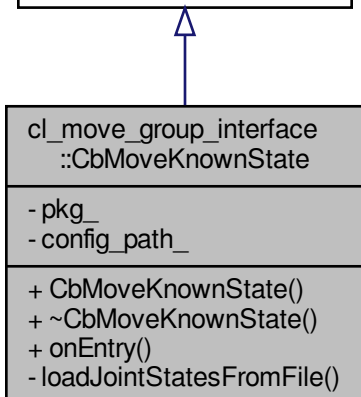 cl_move_group_interface
::CbMoveKnownState
- pkg_
- config_path_
+ CbMoveKnownState()
+ ~CbMoveKnownState()
+ onEntry()
- loadJointStatesFromFile()